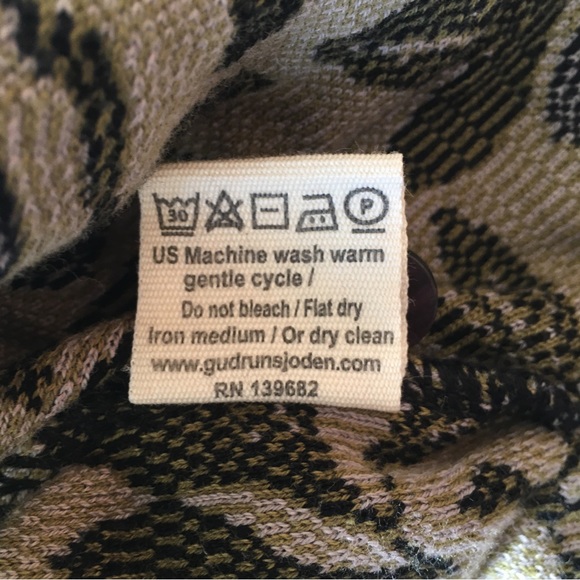 30 P
US Machine wash warm
gentle cycle /
Do not bleach / Flat dry
Iron medium / Or dry clean
www.gudrunsjoden.com
RN 139682